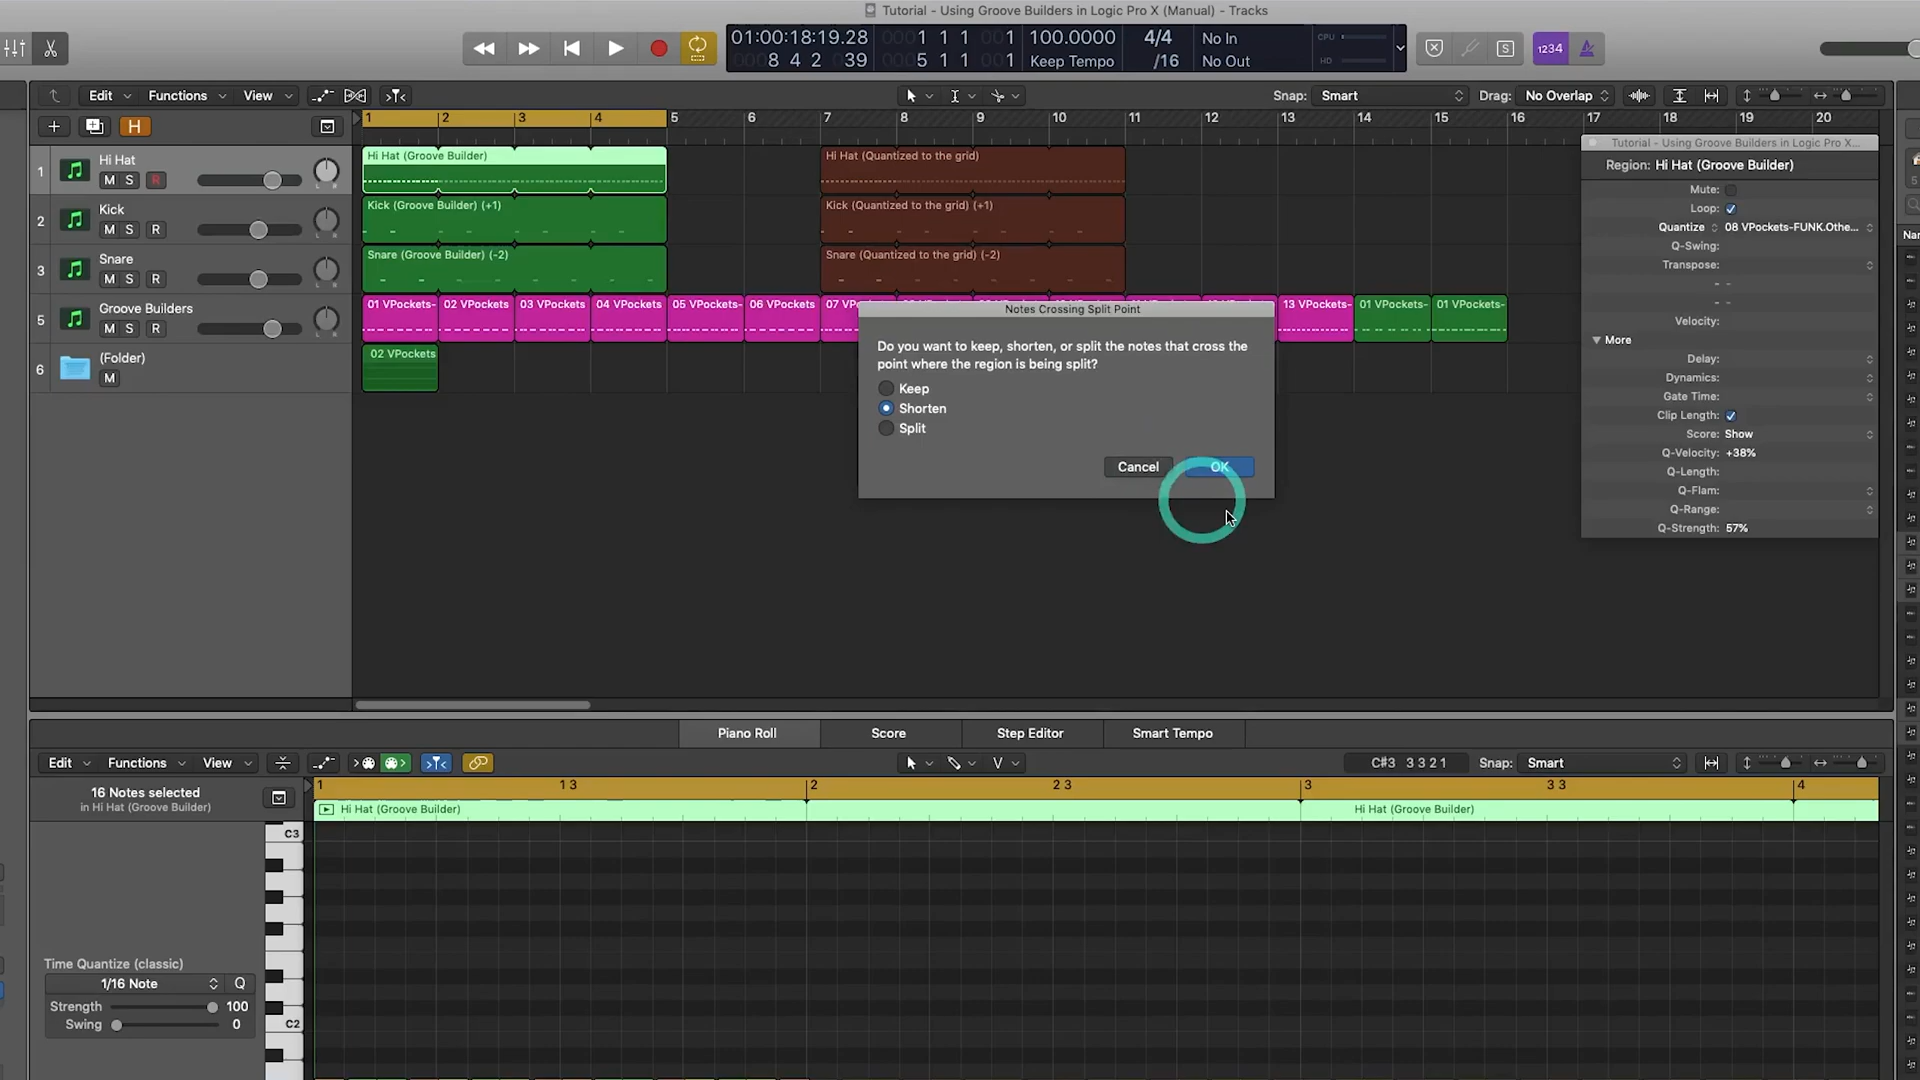 Tutorial - Using Groove Builders in Logic Pro X (Manual) - Tracks
01:00:18:19.28
8 4 2 039
0001 1 1 001
0005 1 1 001
100.0000
Keep Tempo
4/4
/16
No In
No Out
CPU
HD
S
1234
Edit
Functions
View
Snap: Smart
Drag: No Overlap
H
1 2 3 4 5 6 7 8 9 10 11 12 13 14 15 16 17 18 19 20
1
Hi Hat
M S R
Hi Hat (Groove Builder)
Hi Hat (Quantized to the grid)
2
Kick
M S R
Kick (Groove Builder) (+1)
Kick (Quantized to the grid) (+1)
3
Snare
M S R
Snare (Groove Builder) (-2)
Snare (Quantized to the grid) (-2)
5
Groove Builders
M S R
01 VPockets-
02 VPockets
03 VPockets
04 VPockets
05 VPockets-
06 VPockets
13 VPockets-
01 VPockets-
01 VPockets-
6
(Folder)
M
02 VPockets
Notes Crossing Split Point
Do you want to keep, shorten, or split the notes that cross the
point where the region is being split?
Keep
Shorten
Split
Cancel
OK
Tutorial - Using Groove Builders in Logic Pro X...
Region: Hi Hat (Groove Builder)
Mute:
Loop:
Quantize 08 VPockets-FUNK.Othe...
Q-Swing:
Transpose:
Velocity:
More
Delay:
Dynamics:
Gate Time:
Clip Length:
Score: Show
Q-Velocity: +38%
Q-Length:
Q-Flam:
Q-Range:
Q-Strength: 57%
Piano Roll
Score
Step Editor
Smart Tempo
Edit
Functions
View
C#3 3 3 2 1
Snap: Smart
16 Notes selected
in Hi Hat (Groove Builder)
1 1 3 2 2 3 3 3 3 4
Hi Hat (Groove Builder)
Hi Hat (Groove Builder)
C3
Time Quantize (classic)
1/16 Note
Q
Strength 100
Swing 0
C2